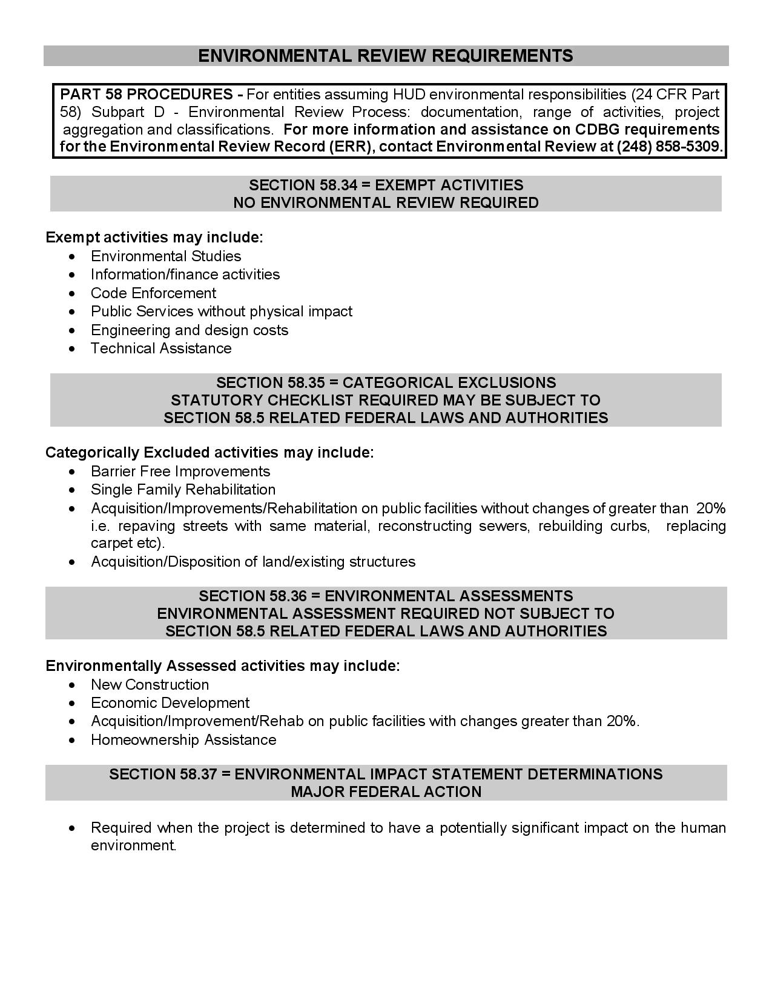 ENVIRONMENTAL REVIEW REQUIREMENTS
PART 58 PROCEDURES - For entities assuming HUD environmental responsibilities (24 CFR Part
58) Subpart D - Environmental Review Process: documentation, range of activities, project
aggregation and classifications. For more information and assistance on CDBG requirements
for the Environmental Review Record (ERR), contact Environmental Review at (248) 858-5309.
SECTION 58.34 = EXEMPT ACTIVITIES
NO ENVIRONMENTAL REVIEW REQUIRED
Exempt activities may include:
• Environmental Studies
• Information/finance activities
• Code Enforcement
• Public Services without physical impact
• Engineering and design costs
• Technical Assistance
SECTION 58.35 = CATEGORICAL EXCLUSIONS
STATUTORY CHECKLIST REQUIRED MAY BE SUBJECT TO
SECTION 58.5 RELATED FEDERAL LAWS AND AUTHORITIES
Categorically Excluded activities may include:
• Barrier Free Improvements
• Single Family Rehabilitation
• Acquisition/Improvements/Rehabilitation on public facilities without changes of greater than 20%
i.e. repaving streets with same material, reconstructing sewers, rebuilding curbs, replacing
carpet etc).
• Acquisition/Disposition of land/existing structures
SECTION 58.36 = ENVIRONMENTAL ASSESSMENTS
ENVIRONMENTAL ASSESSMENT REQUIRED NOT SUBJECT TO
SECTION 58.5 RELATED FEDERAL LAWS AND AUTHORITIES
Environmentally Assessed activities may include:
• New Construction
• Economic Development
• Acquisition/Improvement/Rehab on public facilities with changes greater than 20%.
• Homeownership Assistance
SECTION 58.37 = ENVIRONMENTAL IMPACT STATEMENT DETERMINATIONS
MAJOR FEDERAL ACTION
• Required when the project is determined to have a potentially significant impact on the human
environment.